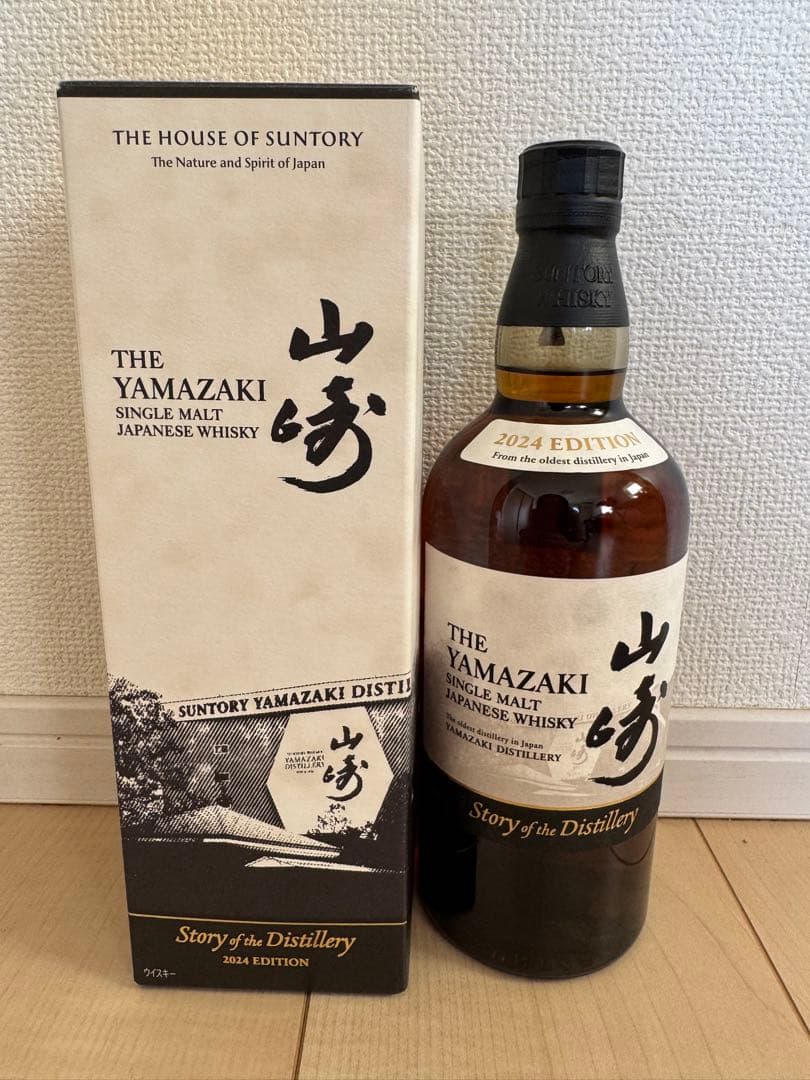 THE HOUSE OF SUNTORY
The Nature and Spirit of Japan
THE
YAMAZAKI
SINGLE MALT
JAPANESE WHISKY
山崎
SUNTORY YAMAZAKI DISTIL
YAMAZAKI
DISTILLERY
山崎
Story of the Distillery
2024 EDITION
ウイスキー
SUNTORY
WHISKY
2024 EDITION
From the oldest distillery in Japan
THE
YAMAZAKI
SINGLE MALT
JAPANESE WHISKY
The oldest distillery in Japan
YAMAZAKI DISTILLERY
山崎
Story of the Distillery